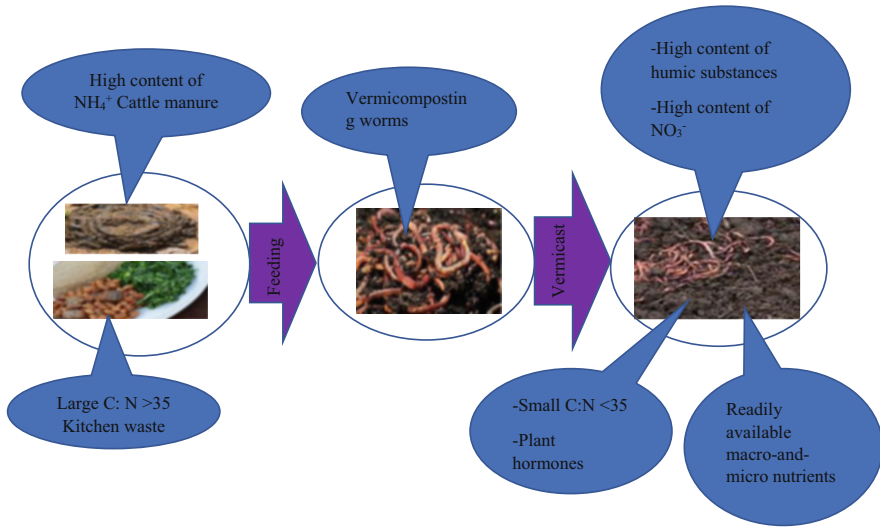 High content of
NH₄⁺ Cattle manure
Vermicompostin
g worms
-High content of
humic substances
-High content of
NO₃⁻
Feeding
Vermicast
Large C: N >35
Kitchen waste
-Small C:N <35
-Plant
hormones
Readily
available
macro-and-
micro nutrients